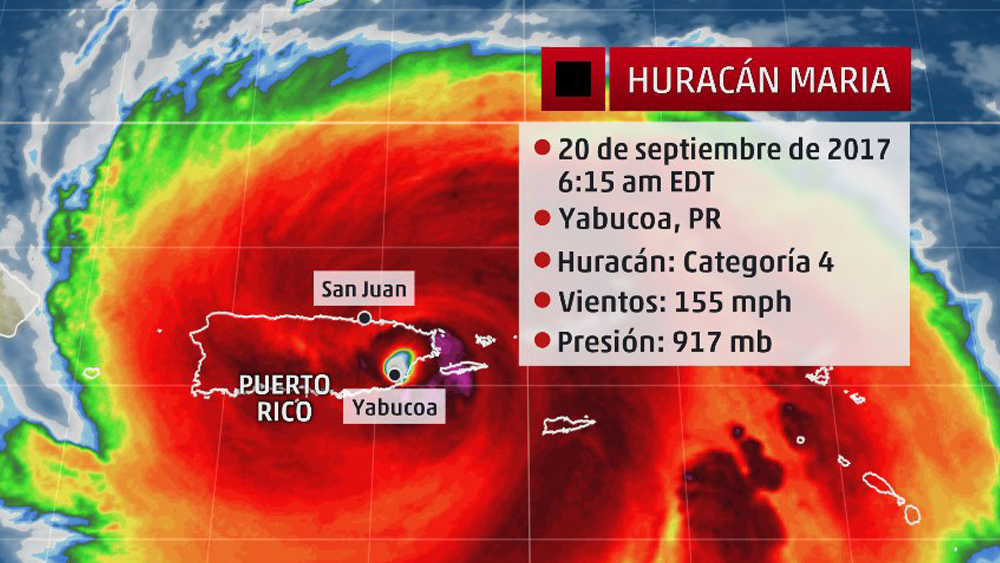 HURACÁN MARIA
20 de septiembre de 2017
6:15 am EDT
Yabucoa, PR
Huracán: Categoría 4
Vientos: 155 mph
Presión: 917 mb
San Juan
PUERTO
RICO
Yabucoa